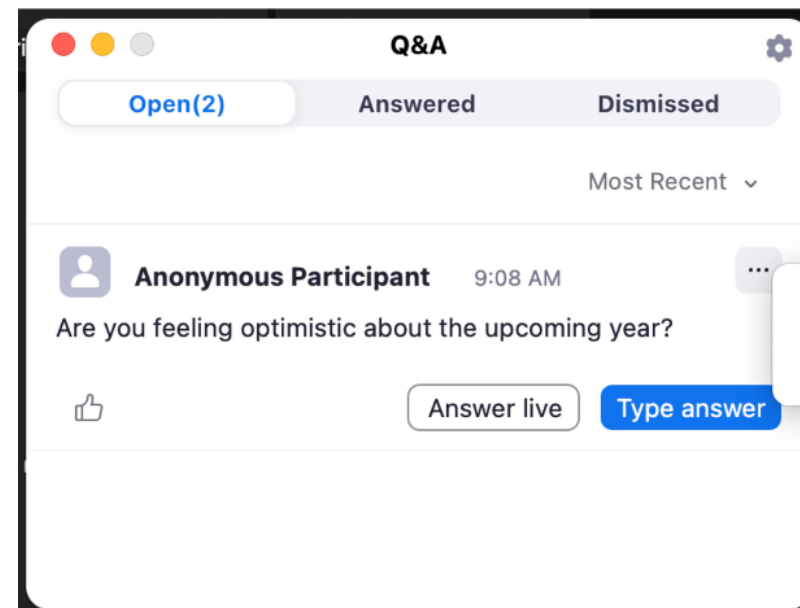 Q&A
Open(2) Answered Dismissed
Most Recent
Anonymous Participant 9:08 AM
Are you feeling optimistic about the upcoming year?
Answer live Type answer